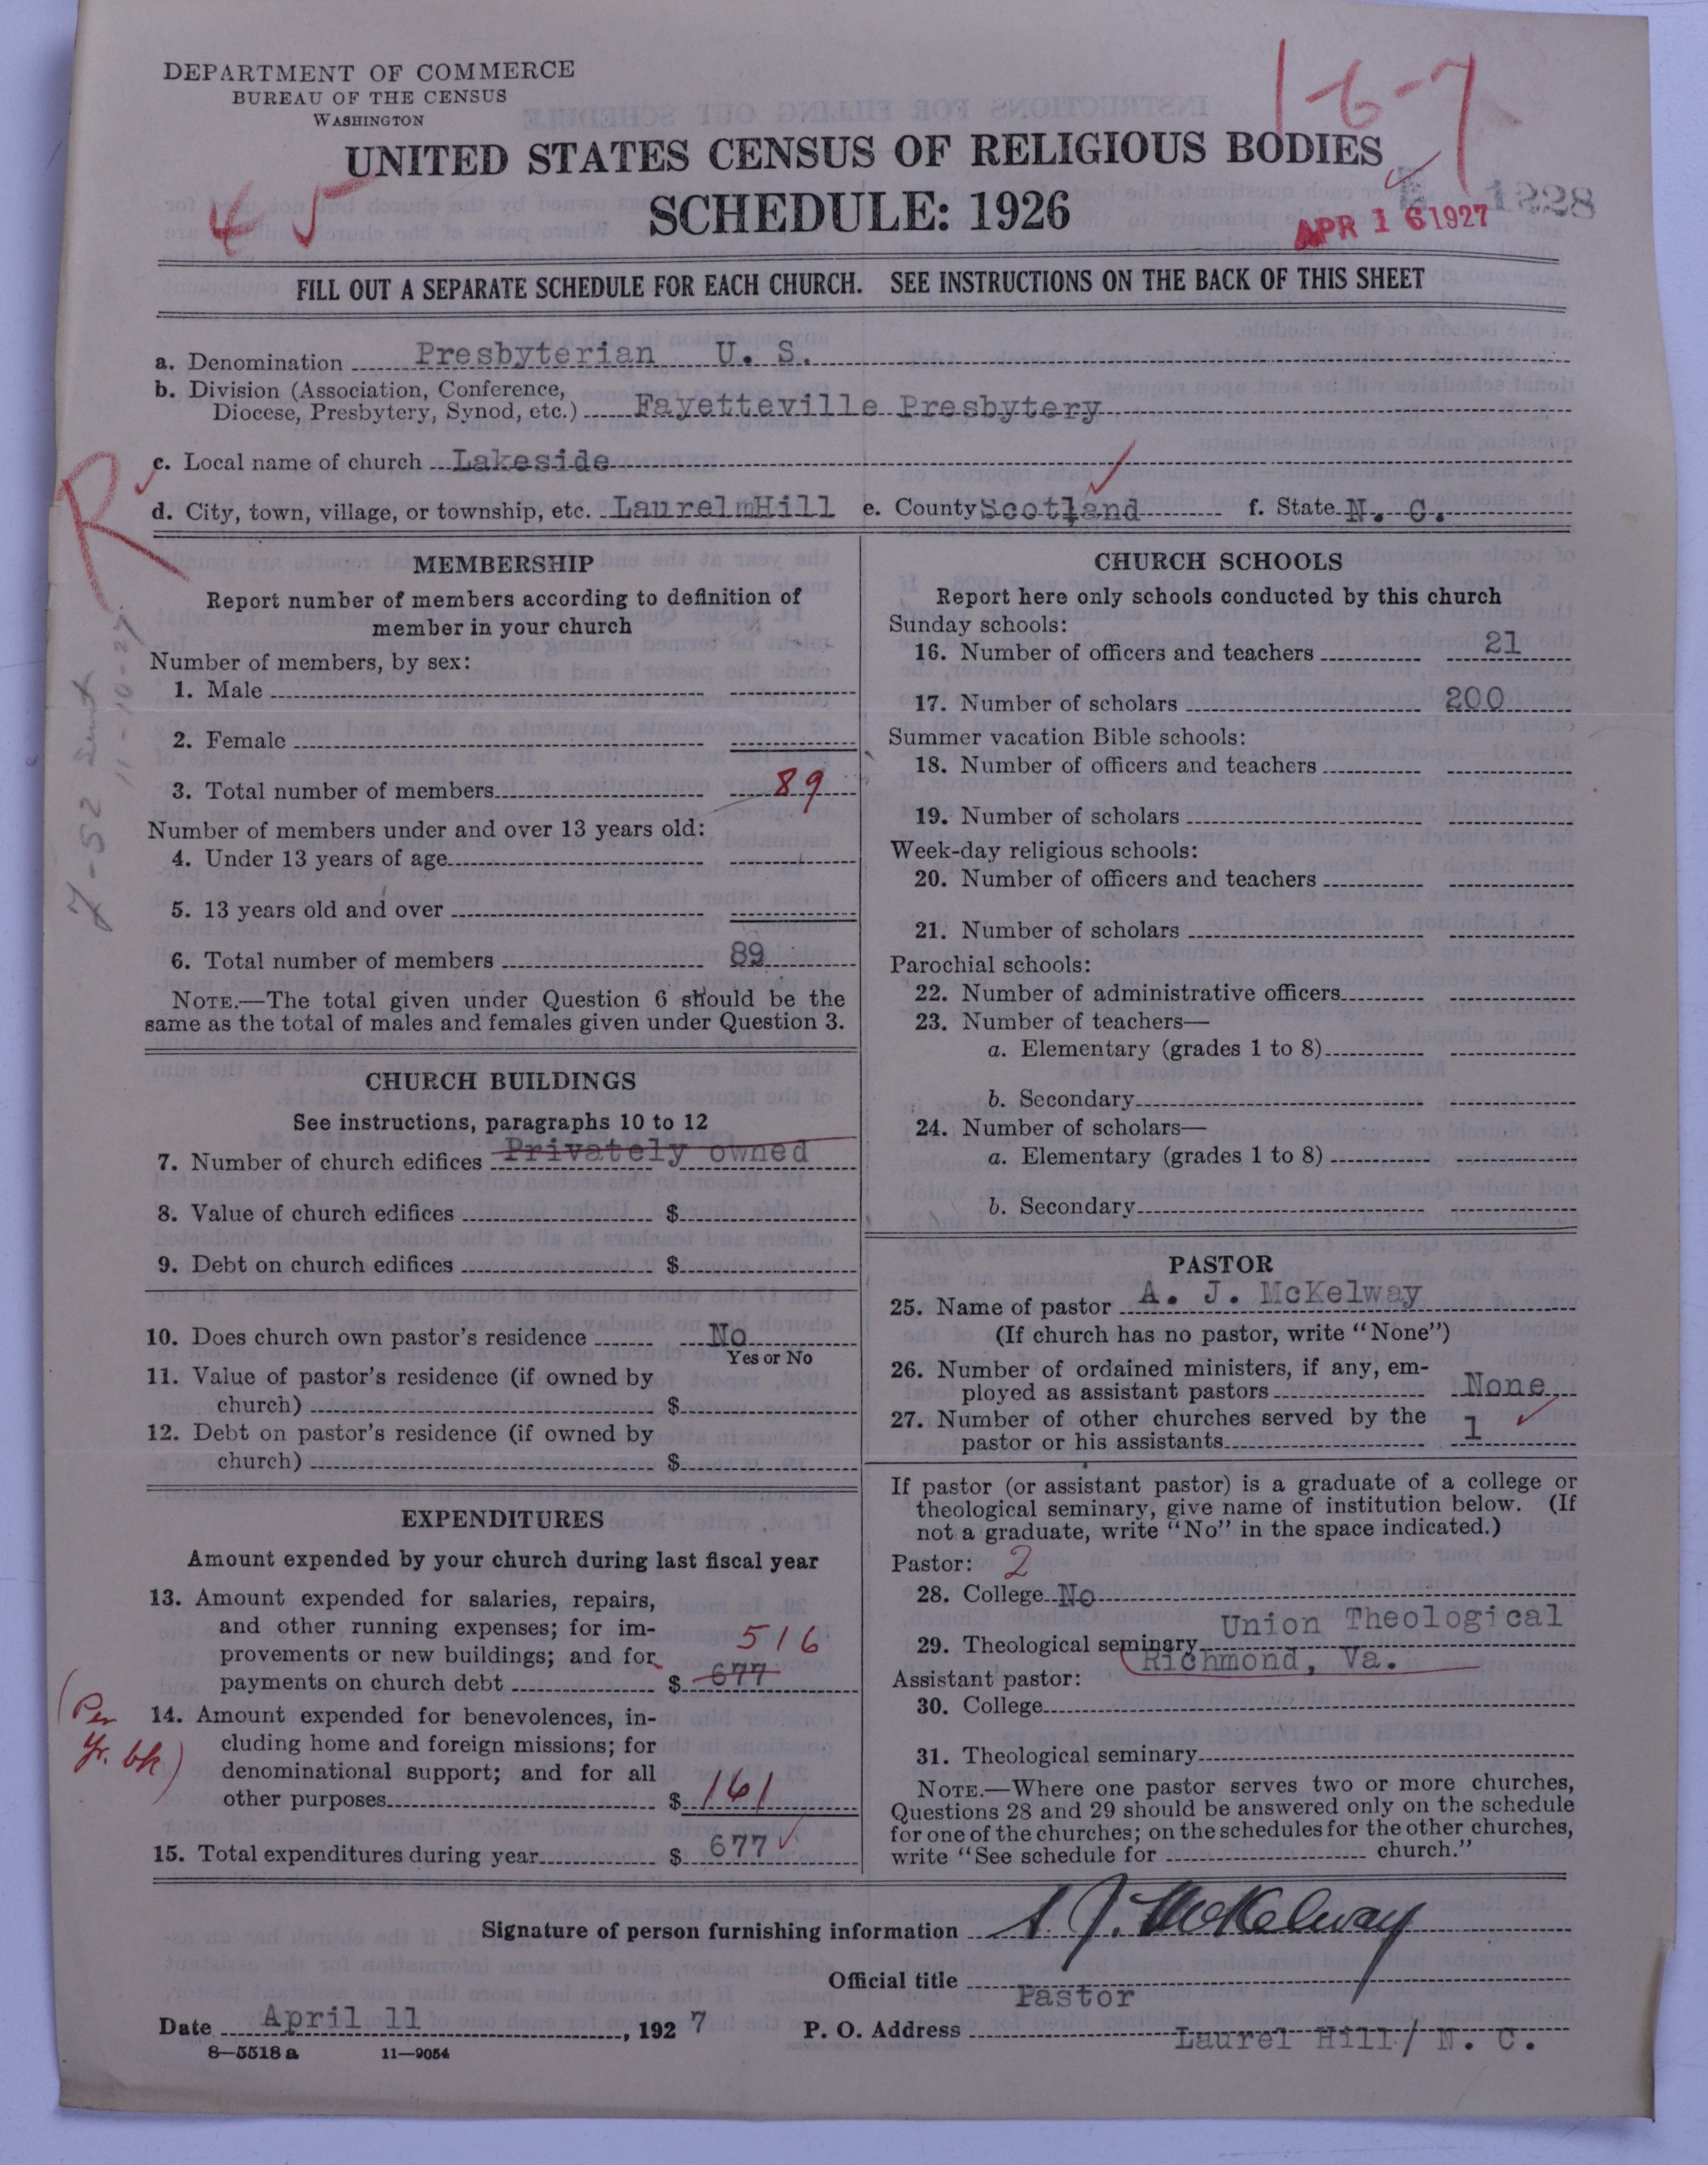 DEPARTMENT OF COMMERCE
BUREAU OF THE CENSUS
WASHINGTON
1-6-7
UNITED STATES CENSUS OF RELIGIOUS BODIES
SCHEDULE: 1926
45
APR 16 1927
FILL OUT A SEPARATE SCHEDULE FOR EACH CHURCH. SEE INSTRUCTIONS ON THE BACK OF THIS SHEET
a. Denomination Presbyterian U. S.
b. Division (Association, Conference,
Diocese, Presbytery, Synod, etc.) Fayetteville Presbytery
c. Local name of church Lakeside
d. City, town, village, or township, etc. Laurel Hill e. County Scotland f. State N. C.
R
MEMBERSHIP
Report number of members according to definition of
member in your church
Number of members, by sex:
1. Male
2. Female
3. Total number of members 89
Number of members under and over 13 years old:
4. Under 13 years of age
5. 13 years old and over
6. Total number of members 89
NOTE.—The total given under Question 6 should be the
same as the total of males and females given under Question 3.
CHURCH BUILDINGS
See instructions, paragraphs 10 to 12
7. Number of church edifices Privately owned
8. Value of church edifices $
9. Debt on church edifices $
10. Does church own pastor's residence No
Yes or No
11. Value of pastor's residence (if owned by
church) $
12. Debt on pastor's residence (if owned by
church) $
EXPENDITURES
Amount expended by your church during last fiscal year
13. Amount expended for salaries, repairs,
and other running expenses; for im-
provements or new buildings; and for 516
payments on church debt $ 677
(Per
Yr. bk)
14. Amount expended for benevolences, in-
cluding home and foreign missions; for
denominational support; and for all
other purposes $ 161
15. Total expenditures during year $ 677
CHURCH SCHOOLS
Report here only schools conducted by this church
Sunday schools:
16. Number of officers and teachers 21
17. Number of scholars 200
Summer vacation Bible schools:
18. Number of officers and teachers
19. Number of scholars
Week-day religious schools:
20. Number of officers and teachers
21. Number of scholars
Parochial schools:
22. Number of administrative officers
23. Number of teachers—
a. Elementary (grades 1 to 8)
b. Secondary
24. Number of scholars—
a. Elementary (grades 1 to 8)
b. Secondary
PASTOR
25. Name of pastor A. J. McKelway
(If church has no pastor, write "None")
26. Number of ordained ministers, if any, em-
ployed as assistant pastors None
27. Number of other churches served by the
pastor or his assistants 1
If pastor (or assistant pastor) is a graduate of a college or
theological seminary, give name of institution below. (If
not a graduate, write "No" in the space indicated.)
Pastor: 2
28. College No
29. Theological seminary Union Theological
Richmond, Va.
Assistant pastor:
30. College
31. Theological seminary
NOTE.—Where one pastor serves two or more churches,
Questions 28 and 29 should be answered only on the schedule
for one of the churches; on the schedules for the other churches,
write "See schedule for church."
Signature of person furnishing information A. J. McKelway
Official title Pastor
Date April 11, 1927 P. O. Address Laurel Hill/ N. C.
8—5518 a 11—9054